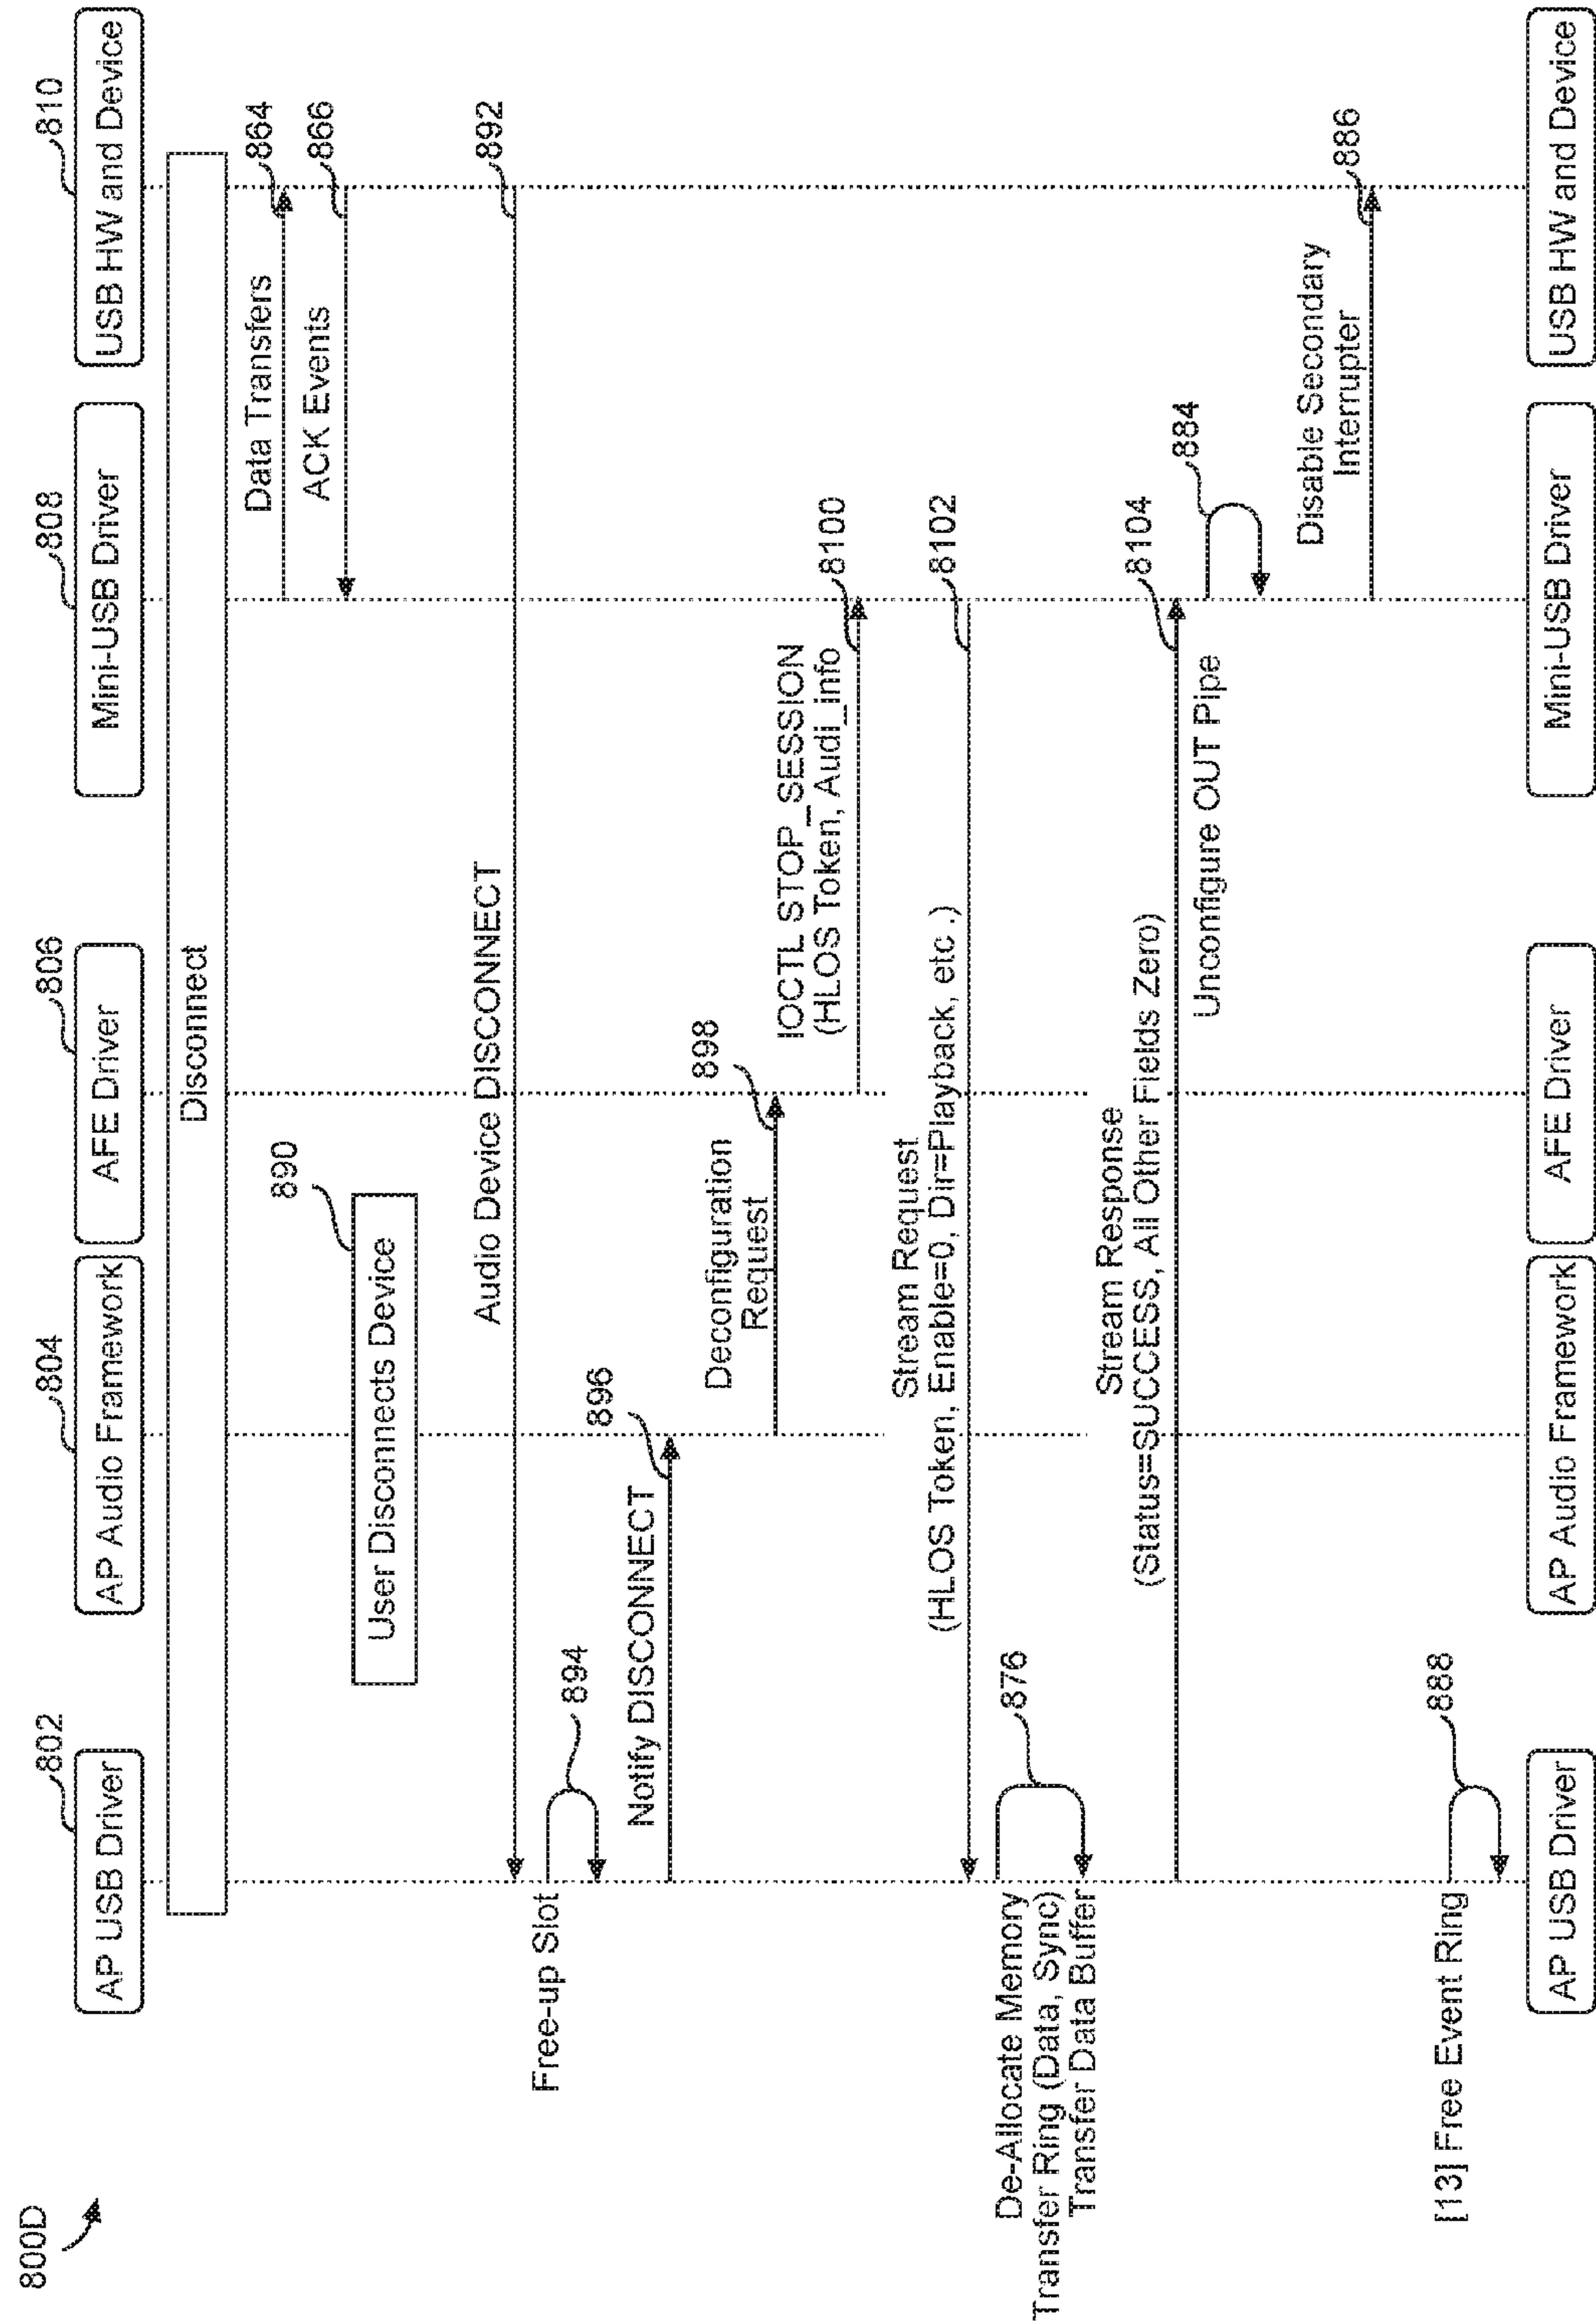 800D
802
804
806
808
810
AP USB Driver
AP Audio Framework
AFE Driver
Mini-USB Driver
USB HW and Device
Disconnect
864
Data Transfers
866
ACK Events
890
User Disconnects Device
892
Audio Device DISCONNECT
Free-up Slot
894
896
Notify DISCONNECT
898
Deconfiguration
Request
8100
IOCTL STOP_SESSION
(HLOS Token, Audi_info
8102
Stream Request
(HLOS Token, Enable=0, Dir=Playback, etc.)
876
De-Allocate Memory
Transfer Ring (Data, Sync)
Transfer Data Buffer
8104
Stream Response
(Status=SUCCESS, All Other Fields Zero)
884
Unconfigure OUT Pipe
Disable Secondary
Interrupter
886
888
[13] Free Event Ring
AP USB Driver
AP Audio Framework
AFE Driver
Mini-USB Driver
USB HW and Device